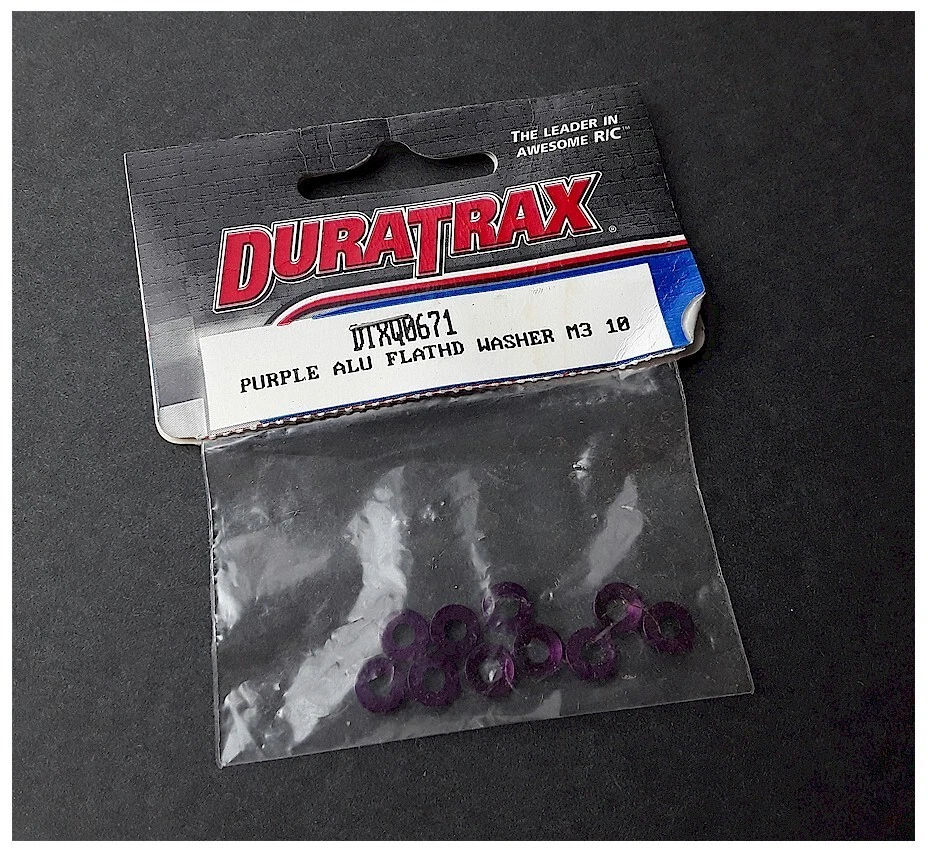 THE LEADER IN
AWESOME R/C™
DURATRAX®
DTXQ0671
PURPLE ALU FLATHD WASHER M3 10